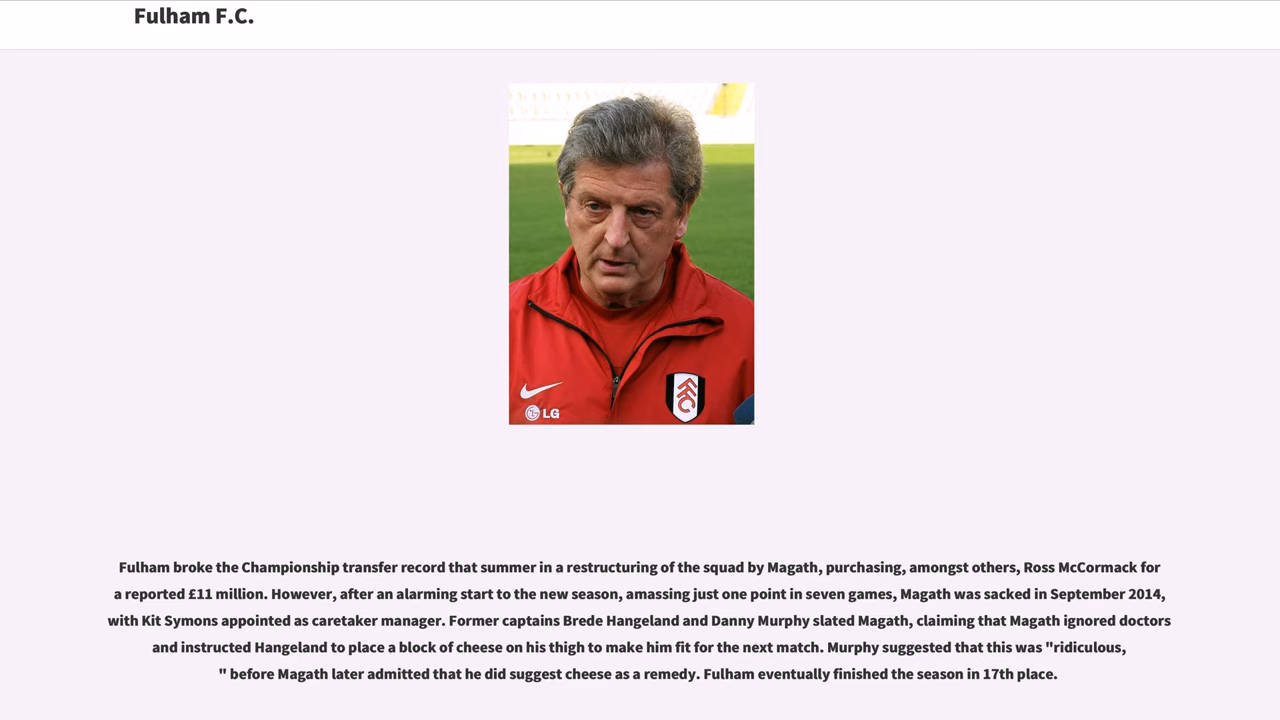 Fulham F.C.
LG
FFC
Fulham broke the Championship transfer record that summer in a restructuring of the squad by Magath, purchasing, amongst others, Ross McCormack for
a reported £11 million. However, after an alarming start to the new season, amassing just one point in seven games, Magath was sacked in September 2014,
with Kit Symons appointed as caretaker manager. Former captains Brede Hangeland and Danny Murphy slated Magath, claiming that Magath ignored doctors
and instructed Hangeland to place a block of cheese on his thigh to make him fit for the next match. Murphy suggested that this was "ridiculous,
" before Magath later admitted that he did suggest cheese as a remedy. Fulham eventually finished the season in 17th place.